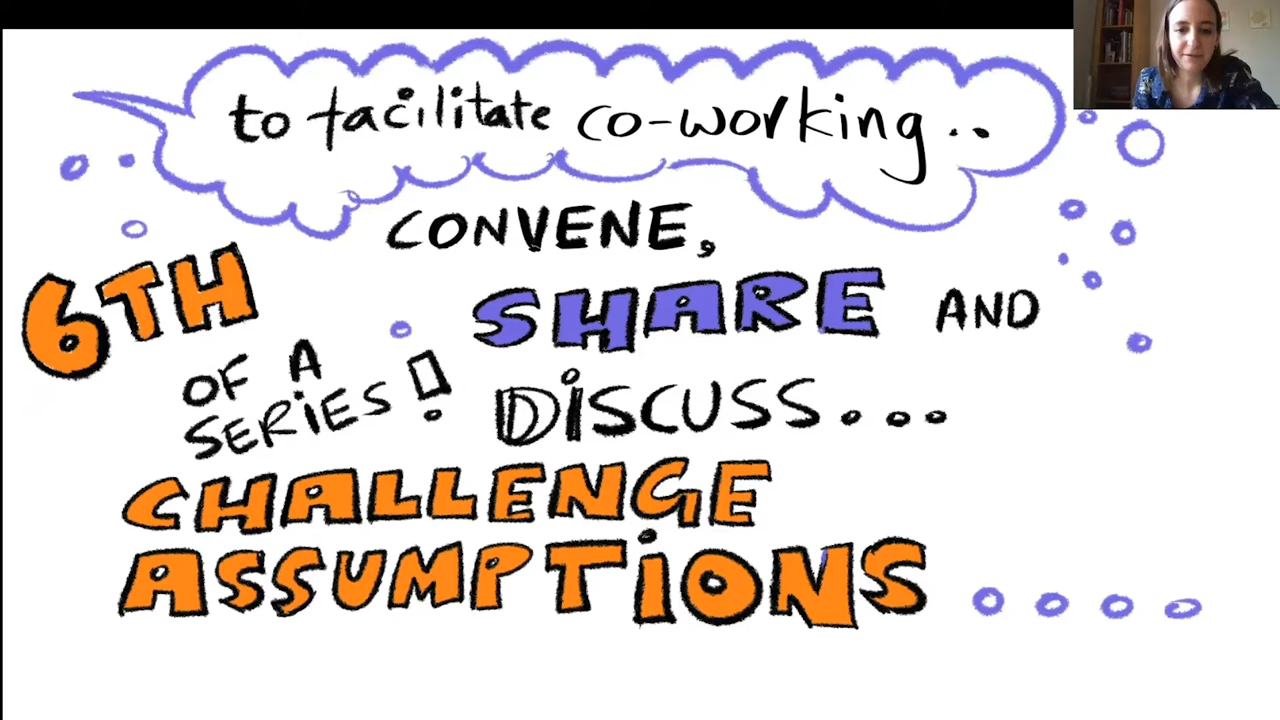 to facilitate co-working..
CONVENE,
6TH
OF A
SERIES!
SHARE AND
DISCUSS...
CHALLENGE
ASSUMPTIONS....